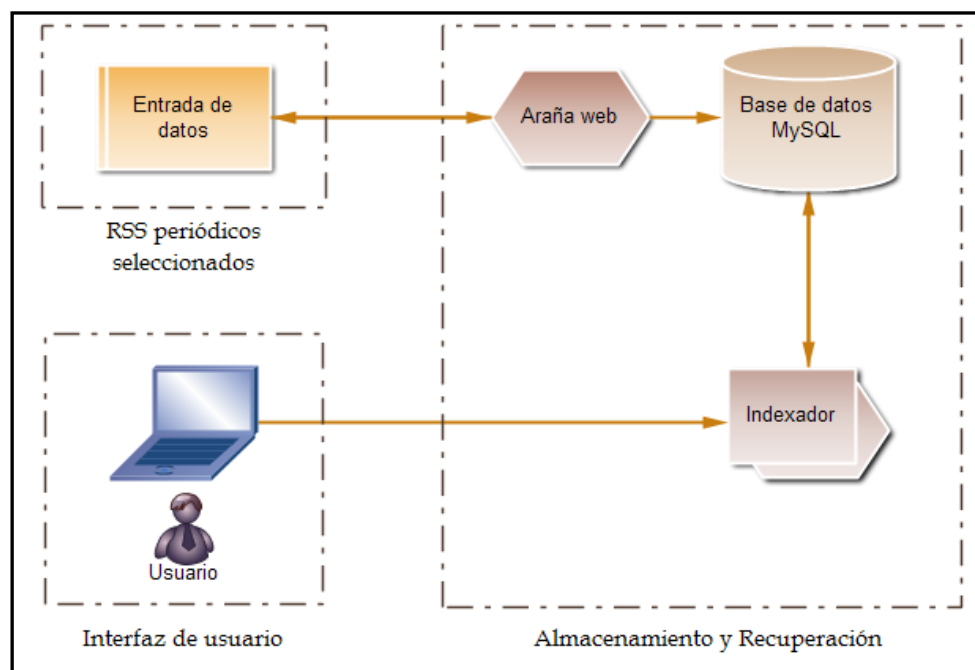 Entrada de
datos
Araña web
Base de datos
MySQL
RSS periódicos
seleccionados
Indexador
Usuario
Interfaz de usuario
Almacenamiento y Recuperación